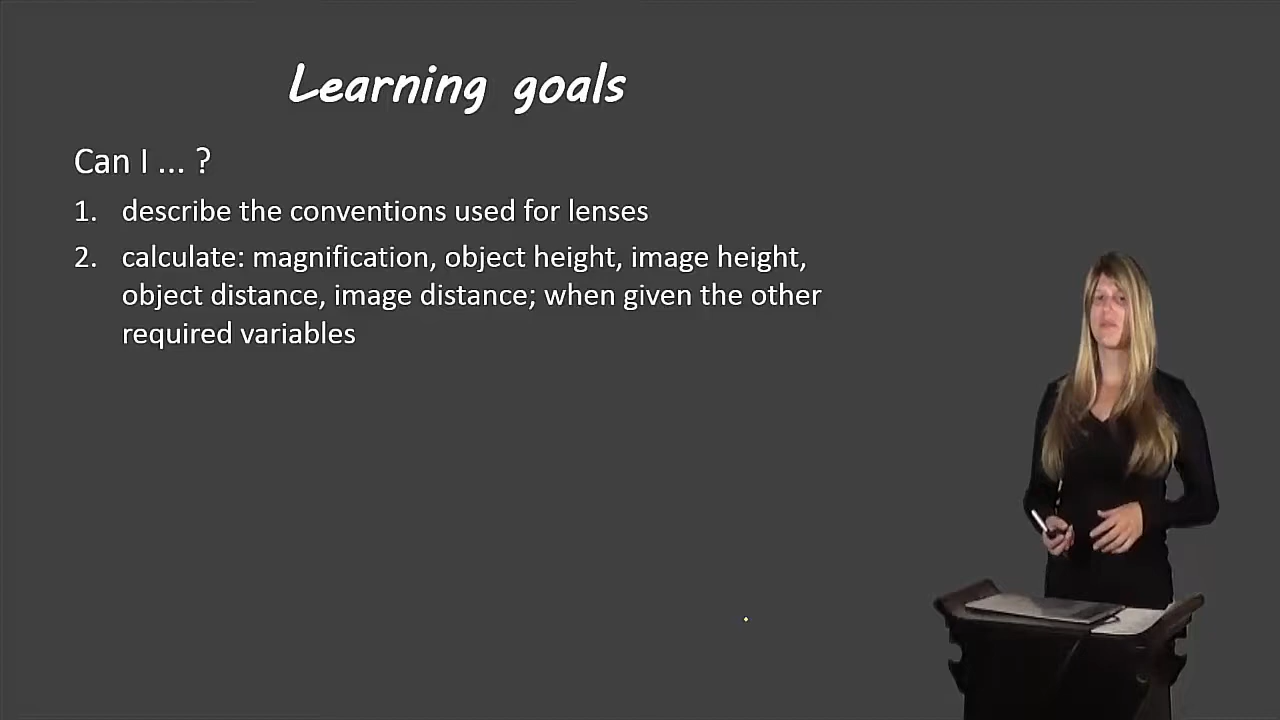 Learning goals
Can I ... ?
1. describe the conventions used for lenses
2. calculate: magnification, object height, image height,
object distance, image distance; when given the other
required variables